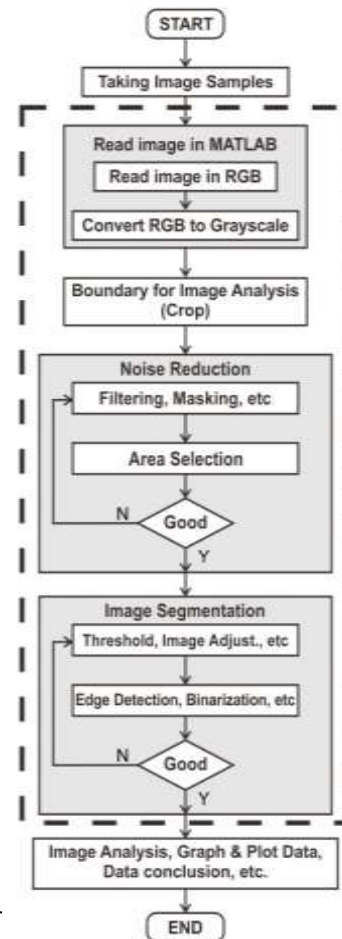 START
Taking Image Samples
Read image in MATLAB
Read image in RGB
Convert RGB to Grayscale
Boundary for Image Analysis
(Crop)
Noise Reduction
Filtering, Masking, etc
Area Selection
N
Good
Y
Image Segmentation
Threshold, Image Adjust., etc
Edge Detection, Binarization, etc
N
Good
Y
Image Analysis, Graph & Plot Data,
Data conclusion, etc.
END